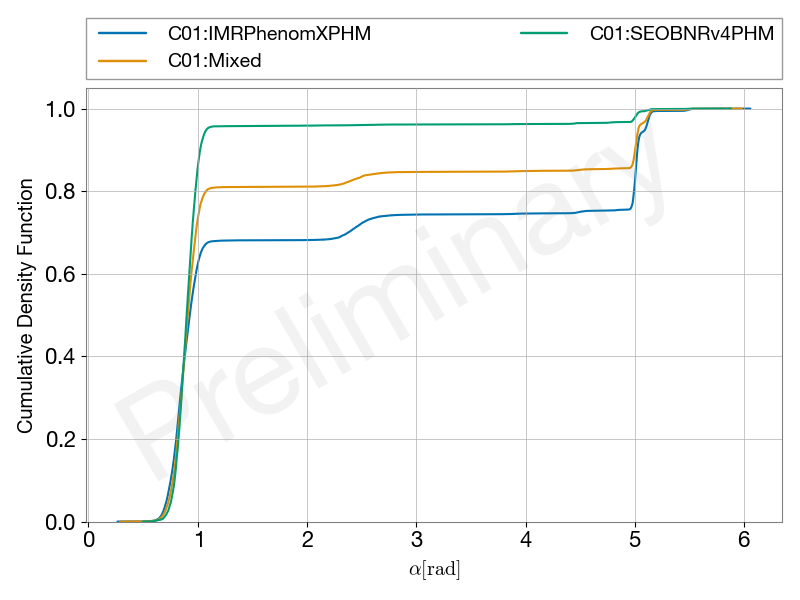 C01:IMRPhenomXPHM
C01:Mixed
C01:SEOBNRv4PHM
Cumulative Density Function
1.0
0.8
0.6
0.4
0.2
0.0
Preliminary
0 1 2 3 4 5 6
α[rad]